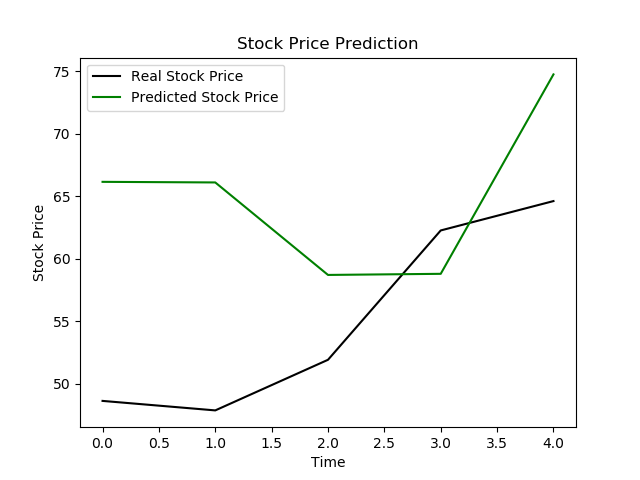 Stock Price Prediction
Real Stock Price
Predicted Stock Price
Stock Price
75
70
65
60
55
50
0.0 0.5 1.0 1.5 2.0 2.5 3.0 3.5 4.0
Time